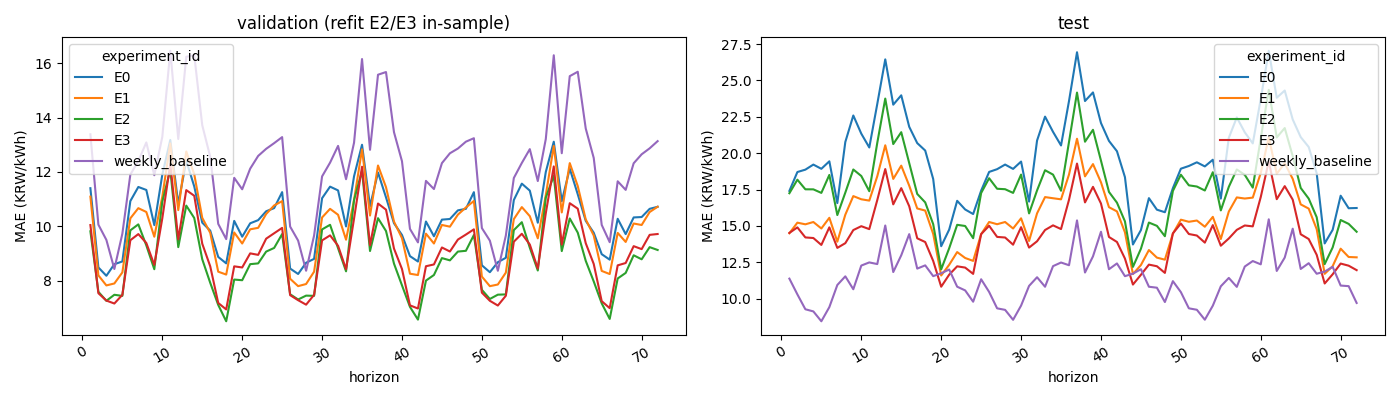 validation (refit E2/E3 in-sample)
MAE (KRW/kWh)
16
14
12
10
8
experiment_id
E0
E1
E2
E3
weekly_baseline
0
10
20
30
40
50
60
70
horizon
test
MAE (KRW/kWh)
27.5
25.0
22.5
20.0
17.5
15.0
12.5
10.0
experiment_id
E0
E1
E2
E3
weekly_baseline
0
10
20
30
40
50
60
70
horizon